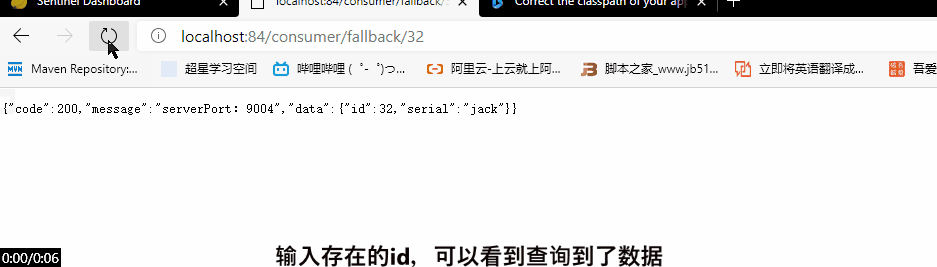 Sentinel Dashboard
localhost:84/consumer/fallback/3
Correct the classpath of your app
localhost:84/consumer/fallback/32
MVN Maven Repository:...
超星学习空间
哔哩哔哩 ( ゜- ゜)つ...
阿里云-上云就上阿...
脚本之家_www.jb51...
立即将英语翻译成...
吾爱
{"code":200,"message":"serverPort: 9004","data":{"id":32,"serial":"jack"}}
输入存在的id，可以看到查询到了数据
0:00/0:06